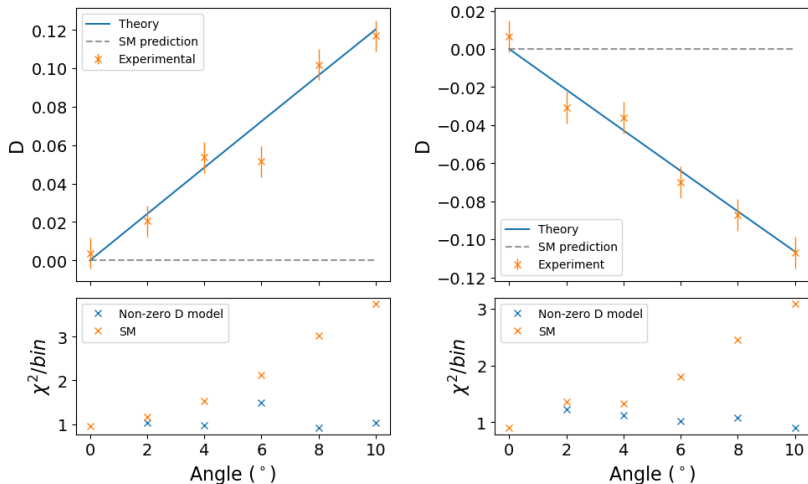 D
0.12
0.10
0.08
0.06
0.04
0.02
0.00
Theory
SM prediction
Experimental
D
0.02
0.00
−0.02
−0.04
−0.06
−0.08
−0.10
−0.12
Theory
SM prediction
Experiment
χ²/bin
3
2
1
Non-zero D model
SM
0 2 4 6 8 10
Angle (°)
χ²/bin
3
2
1
Non-zero D model
SM
0 2 4 6 8 10
Angle (°)